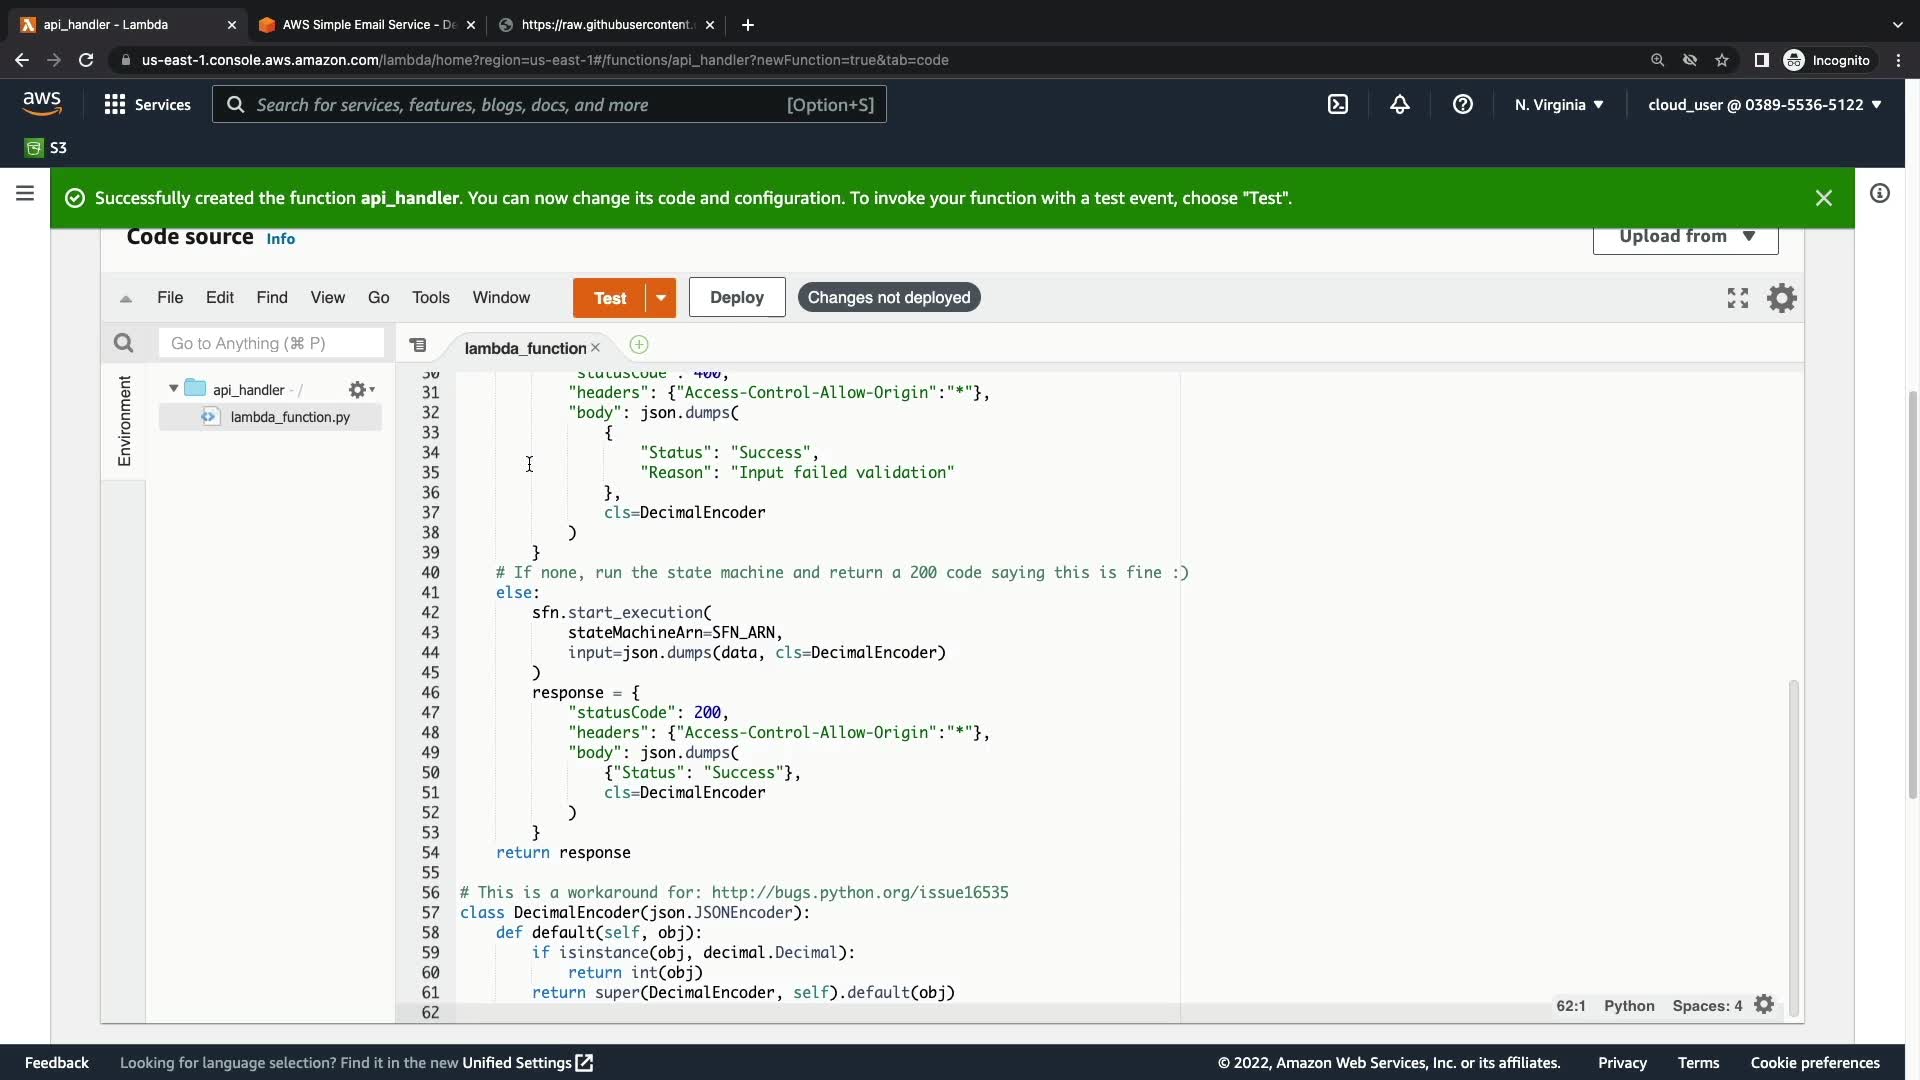 api_handler - Lambda
AWS Simple Email Service - De
https://raw.githubusercontent.
us-east-1.console.aws.amazon.com/lambda/home?region=us-east-1#/functions/api_handler?newFunction=true&tab=code
Incognito
aws
Services
Search for services, features, blogs, docs, and more
[Option+S]
N. Virginia
cloud_user @ 0389-5536-5122
S3
Successfully created the function api_handler. You can now change its code and configuration. To invoke your function with a test event, choose "Test".
Code source Info
Upload from
File Edit Find View Go Tools Window
Test
Deploy
Changes not deployed
Go to Anything (⌘ P)
lambda_function
Environment
api_handler - /
lambda_function.py
30 "statusCode": 400,
31 "headers": {"Access-Control-Allow-Origin":"*"},
32 "body": json.dumps(
33 {
34 "Status": "Success",
35 "Reason": "Input failed validation"
36 },
37 cls=DecimalEncoder
38 )
39 }
40 # If none, run the state machine and return a 200 code saying this is fine :)
41 else:
42 sfn.start_execution(
43 stateMachineArn=SFN_ARN,
44 input=json.dumps(data, cls=DecimalEncoder)
45 )
46 response = {
47 "statusCode": 200,
48 "headers": {"Access-Control-Allow-Origin":"*"},
49 "body": json.dumps(
50 {"Status": "Success"},
51 cls=DecimalEncoder
52 )
53 }
54 return response
55
56 # This is a workaround for: http://bugs.python.org/issue16535
57 class DecimalEncoder(json.JSONEncoder):
58 def default(self, obj):
59 if isinstance(obj, decimal.Decimal):
60 return int(obj)
61 return super(DecimalEncoder, self).default(obj)
62
62:1 Python Spaces: 4
Feedback
Looking for language selection? Find it in the new Unified Settings
© 2022, Amazon Web Services, Inc. or its affiliates.
Privacy
Terms
Cookie preferences